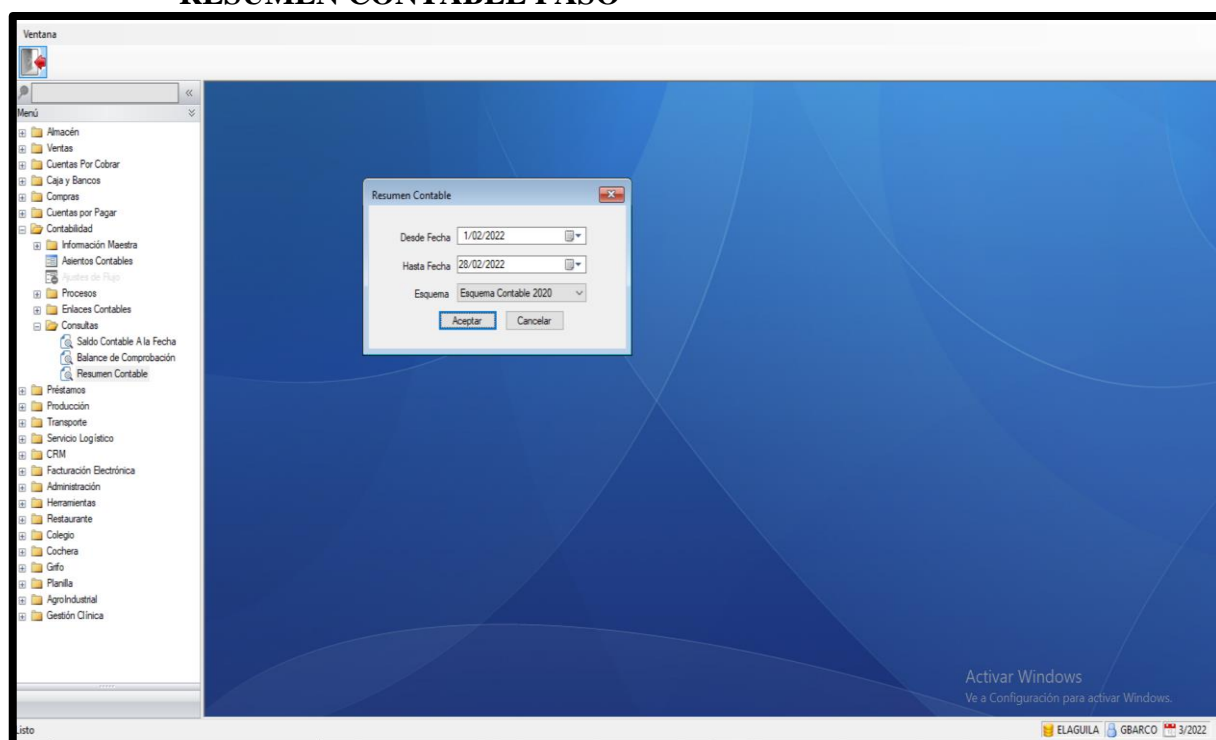 RESUMEN CONTABLE PASO
Ventana
Menú
Almacén
Ventas
Cuentas Por Cobrar
Caja y Bancos
Compras
Cuentas por Pagar
Contabilidad
Información Maestra
Asientos Contables
Ajustes de Flujo
Procesos
Enlaces Contables
Consultas
Saldo Contable A la Fecha
Balance de Comprobación
Resumen Contable
Préstamos
Producción
Transporte
Servicio Logístico
CRM
Facturación Electrónica
Administración
Herramientas
Restaurante
Colegio
Cochera
Grifo
Planilla
AgroIndustrial
Gestión Clínica
Resumen Contable
Desde Fecha 1/02/2022
Hasta Fecha 28/02/2022
Esquema Esquema Contable 2020
Aceptar Cancelar
Activar Windows
Ve a Configuración para activar Windows.
Listo ELAGUILA GBARCO 3/2022